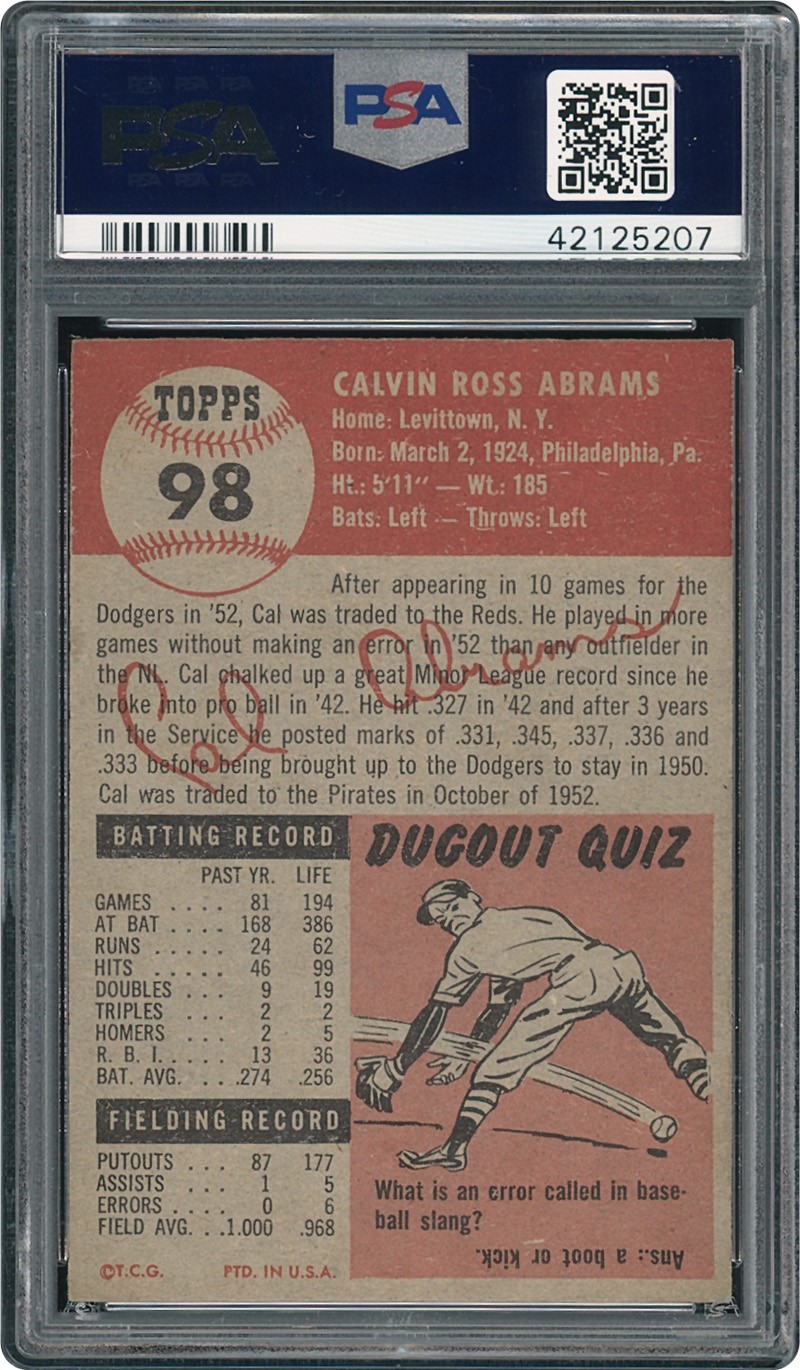 PSA PSA PSA
PSA
PSA PSA PSA
PSA
42125207
TOPPS
98
CALVIN ROSS ABRAMS
Home: Levittown, N. Y.
Born: March 2, 1924, Philadelphia, Pa.
Ht.: 5'11" — Wt.: 185
Bats: Left — Throws: Left
After appearing in 10 games for the
Dodgers in '52, Cal was traded to the Reds. He played in more
games without making an error in '52 than any outfielder in
the NL. Cal chalked up a great Minor League record since he
broke into pro ball in '42. He hit .327 in '42 and after 3 years
in the Service he posted marks of .331, .345, .337, .336 and
.333 before being brought up to the Dodgers to stay in 1950.
Cal was traded to the Pirates in October of 1952.
Cal Abrams
BATTING RECORD
PAST YR. LIFE
GAMES .... 81 194
AT BAT .... 168 386
RUNS ..... 24 62
HITS ..... 46 99
DOUBLES ... 9 19
TRIPLES ... 2 2
HOMERS ... 2 5
R. B. I. .... 13 36
BAT. AVG. ...274 .256
FIELDING RECORD
PUTOUTS ... 87 177
ASSISTS ... 1 5
ERRORS .... 0 6
FIELD AVG. ..1.000 .968
©T.C.G. PTD. IN U.S.A.
DUGOUT QUIZ
What is an error called in base-
ball slang?
Ans.: a boot or kick.